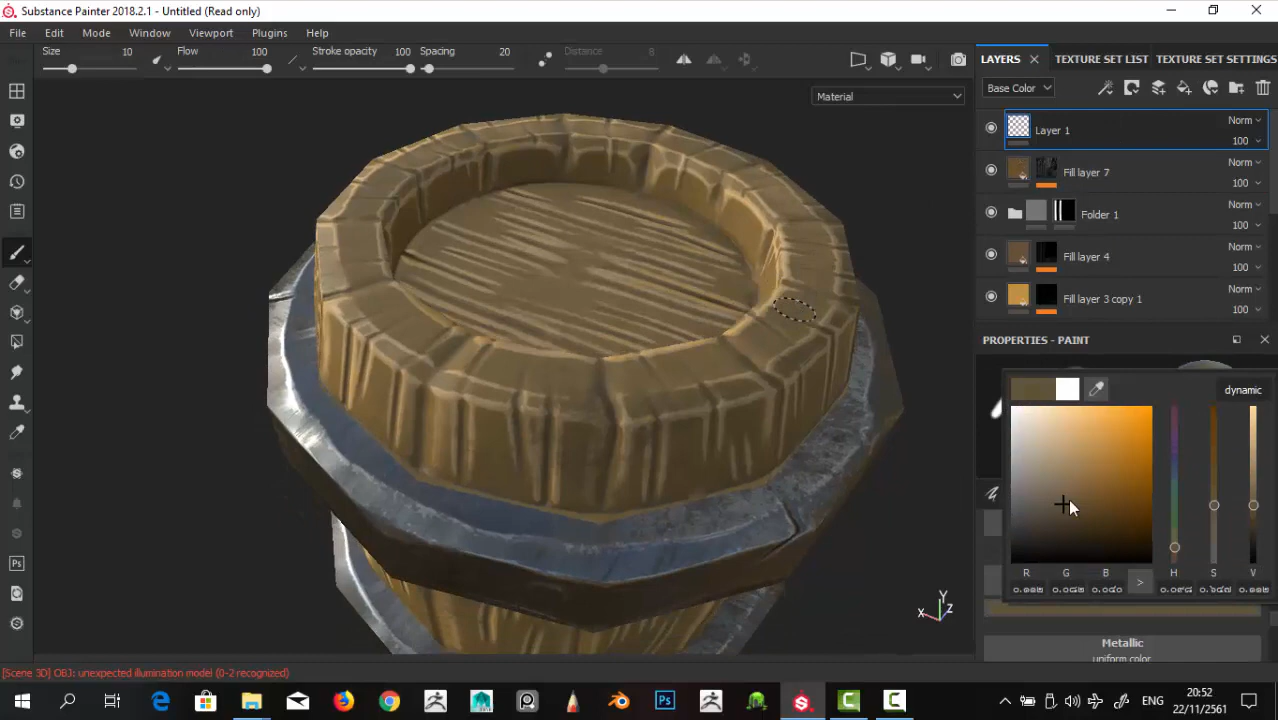 Substance Painter 2018.2.1 - Untitled (Read only)
File Edit Mode Window Viewport Plugins Help
Size 10 Flow 100 Stroke opacity 100 Spacing 20 Distance 8
LAYERS TEXTURE SET LIST TEXTURE SET SETTINGS
Material
Base Color
Layer 1 Norm 100
Fill layer 7 Norm 100
Folder 1 Norm 100
Fill layer 4 Norm 100
Fill layer 3 copy 1 Norm 100
PROPERTIES - PAINT
dynamic
R G B > H S V
Y
X Z
Metallic
uniform color
[Scene 3D] OBJ: unexpected illumination model (0-2 recognized)
Ps
ENG
20:52
22/11/2561